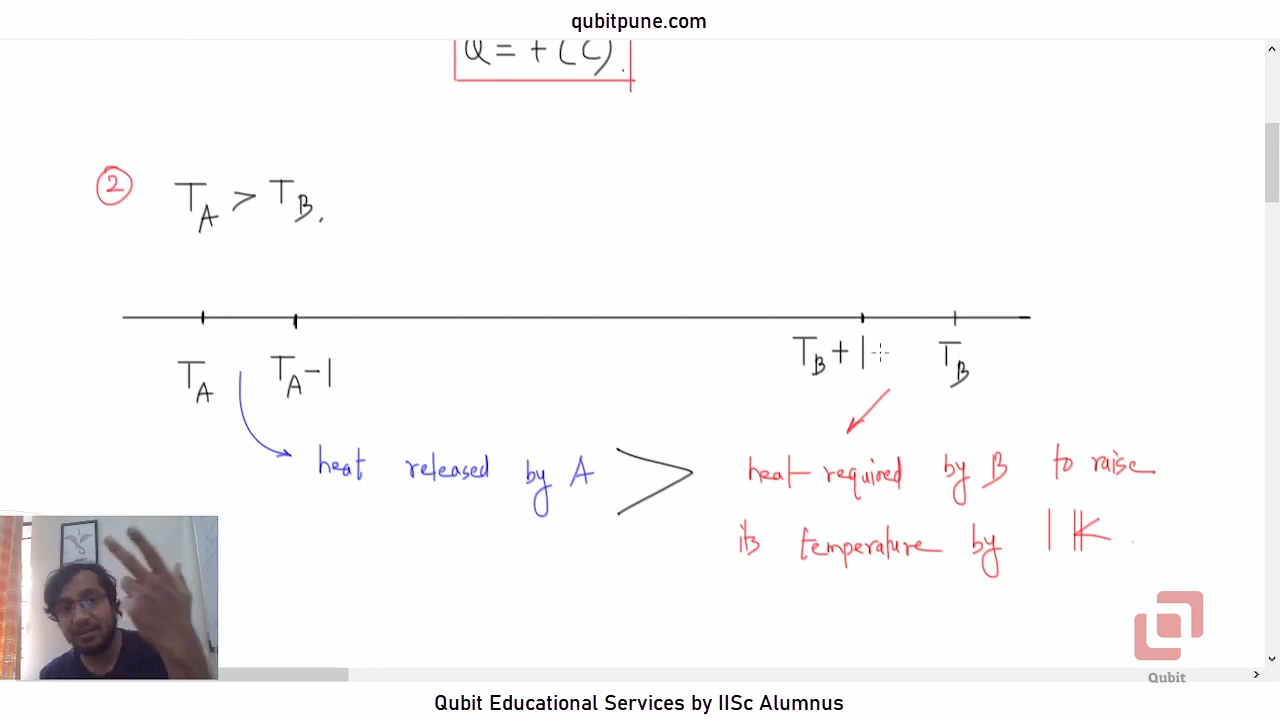 qubitpune.com
Q = + (C).
2 T_A > T_B.
T_A T_A - 1 T_B + 1 T_B
heat released by A > heat required by B to raise
its temperature by 1 K.
Qubit
Qubit Educational Services by IISc Alumnus